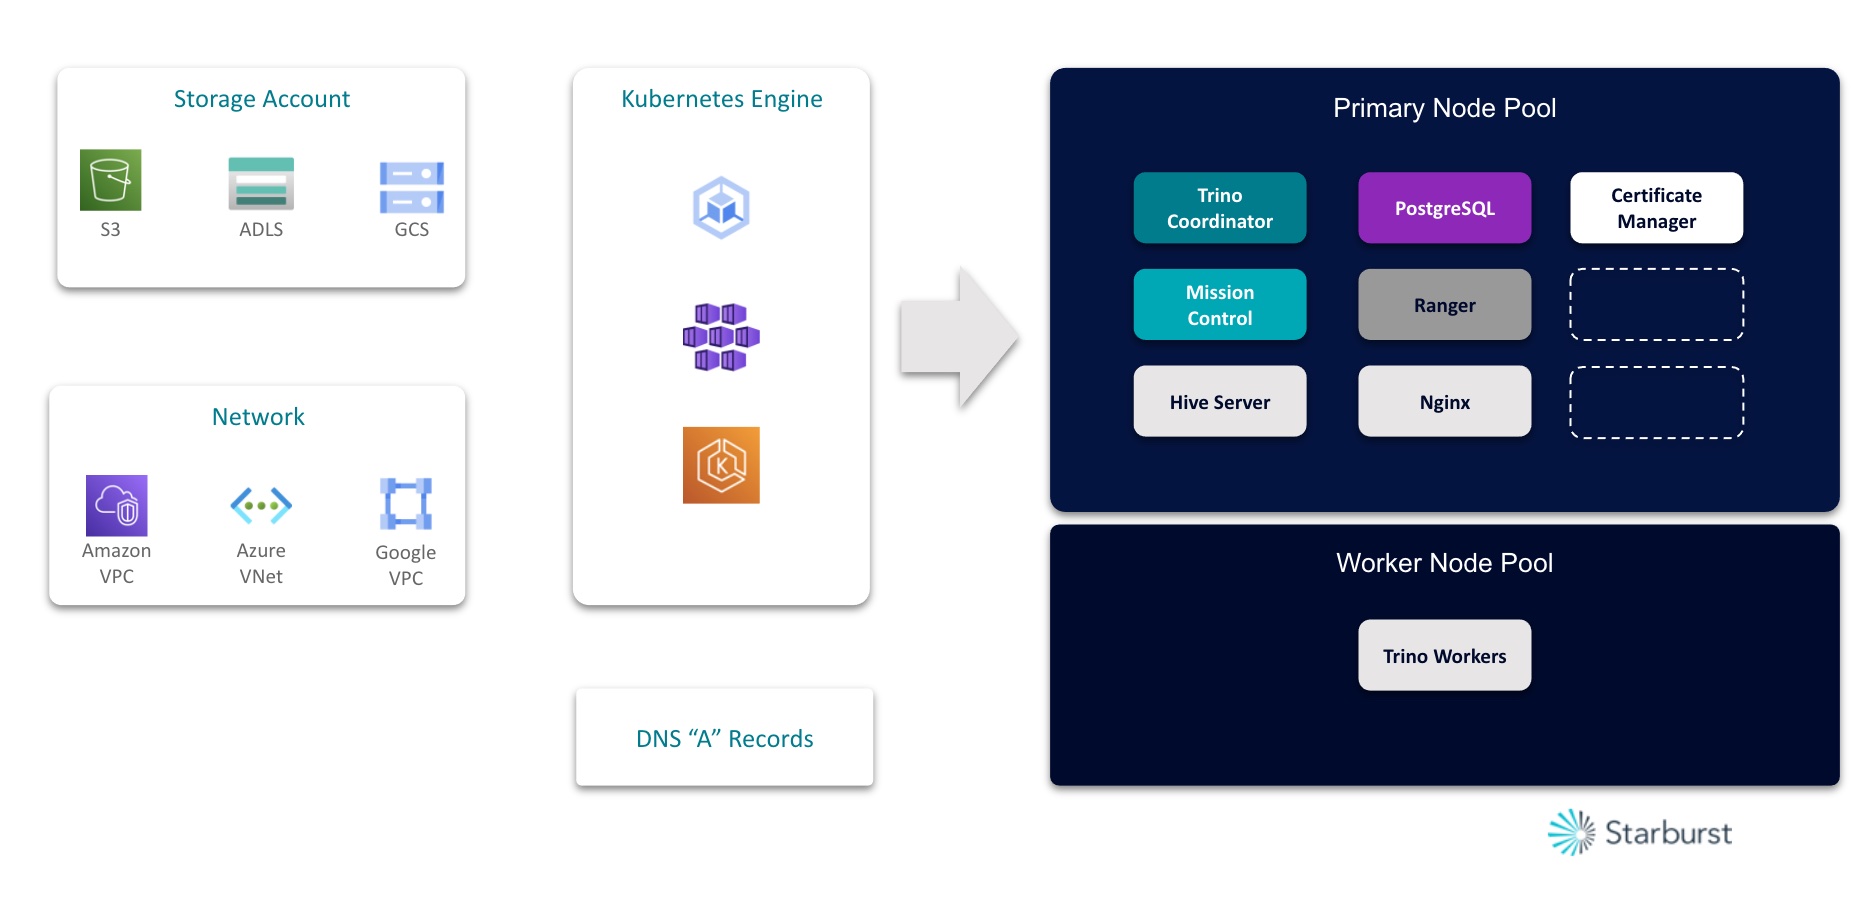 Storage Account
S3
ADLS
GCS
Network
Amazon
VPC
Azure
VNet
Google
VPC
Kubernetes Engine
K
DNS “A” Records
Primary Node Pool
Trino
Coordinator
PostgreSQL
Certificate
Manager
Mission
Control
Ranger
Hive Server
Nginx
Worker Node Pool
Trino Workers
Starburst